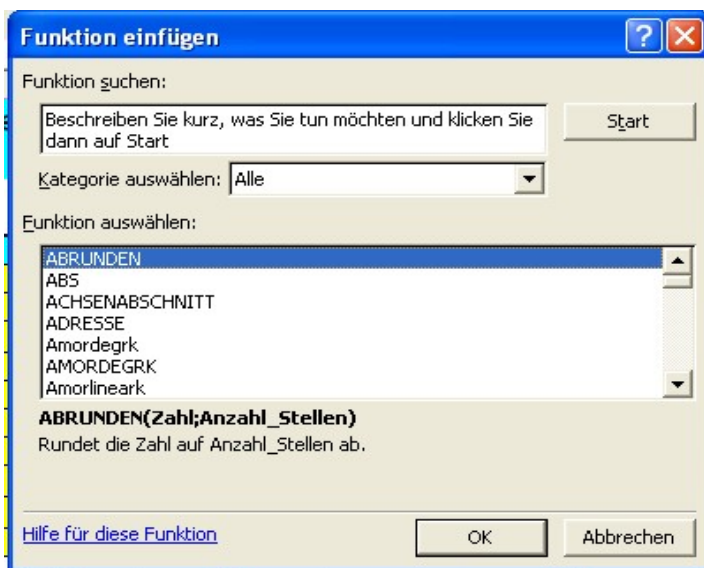 Funktion einfügen
Funktion suchen:
Beschreiben Sie kurz, was Sie tun möchten und klicken Sie
dann auf Start
Start
Kategorie auswählen: Alle
Funktion auswählen:
ABRUNDEN
ABS
ACHSENABSCHNITT
ADRESSE
Amordegrk
AMORDEGRK
Amorlineark
ABRUNDEN(Zahl;Anzahl_Stellen)
Rundet die Zahl auf Anzahl_Stellen ab.
Hilfe für diese Funktion
OK
Abbrechen